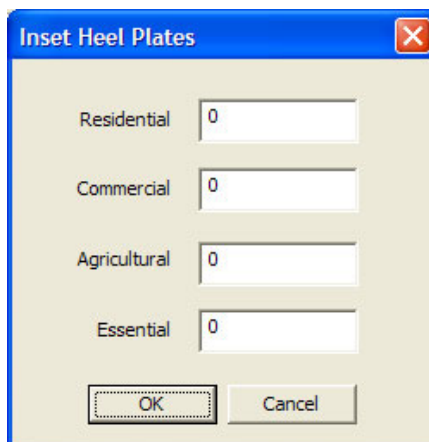 Inset Heel Plates
Residential 0
Commercial 0
Agricultural 0
Essential 0
OK Cancel